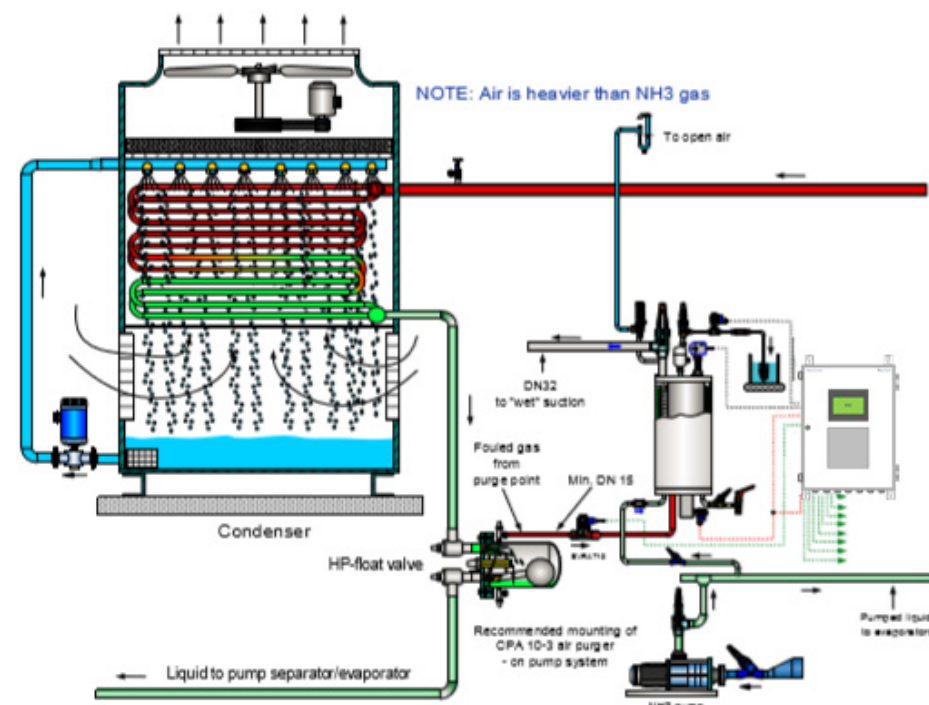 NOTE: Air is heavier than NH3 gas
To open air
DN32
to "wet" suction
Fouled gas
from
purge point
Min. DN 15
Condenser
HP-float valve
Recommended mounting of
CPA 10-3 air purger
- on pump system
Pumped liquid
to evaporator
Liquid to pump separator/evaporator